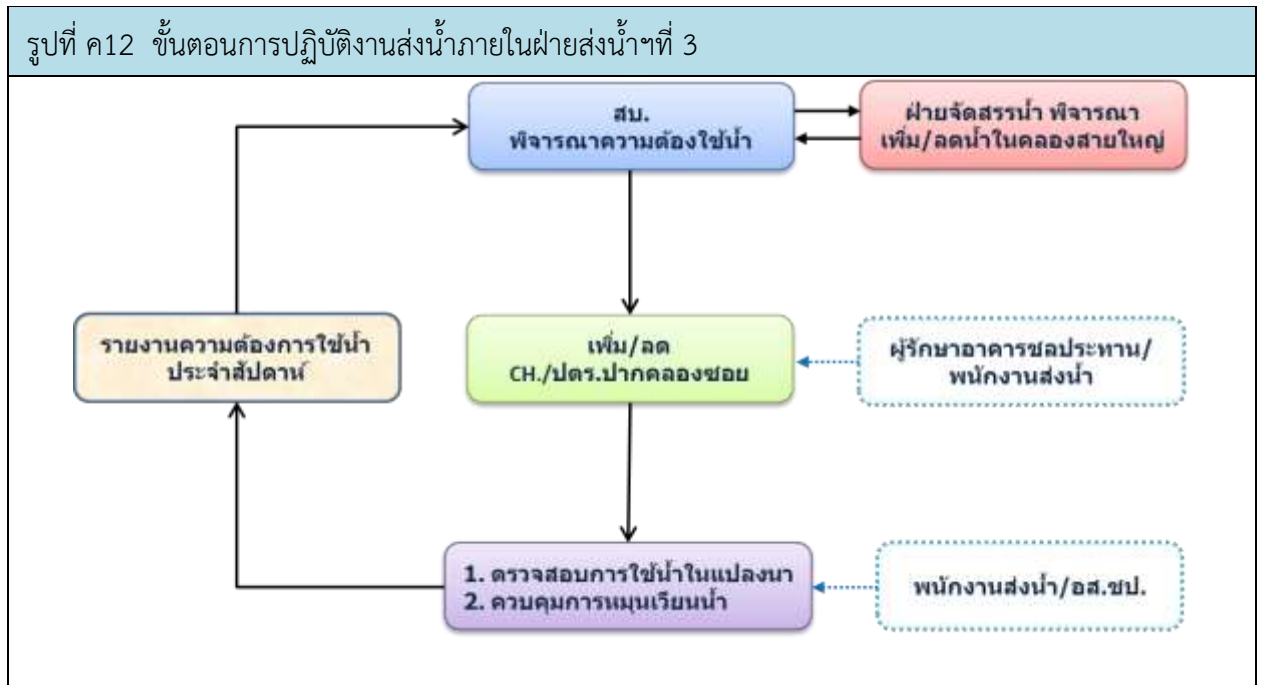 รูปที่ ค12 ขั้นตอนการปฏิบัติงานส่งน้ำภายในฝ่ายส่งน้ำฯที่ 3
สบ.
พิจารณาความต้องใช้น้ำ
ฝ่ายจัดสรรน้ำ พิจารณา
เพิ่ม/ลดน้ำในคลองสายใหญ่
รายงานความต้องการใช้น้ำ
ประจำสัปดาห์
เพิ่ม/ลด
CH./ปตร.ปากคลองซอย
ผู้รักษาอาคารชลประทาน/
พนักงานส่งน้ำ
1. ตรวจสอบการใช้น้ำในแปลงนา
2. ควบคุมการหมุนเวียนน้ำ
พนักงานส่งน้ำ/อส.ชป.